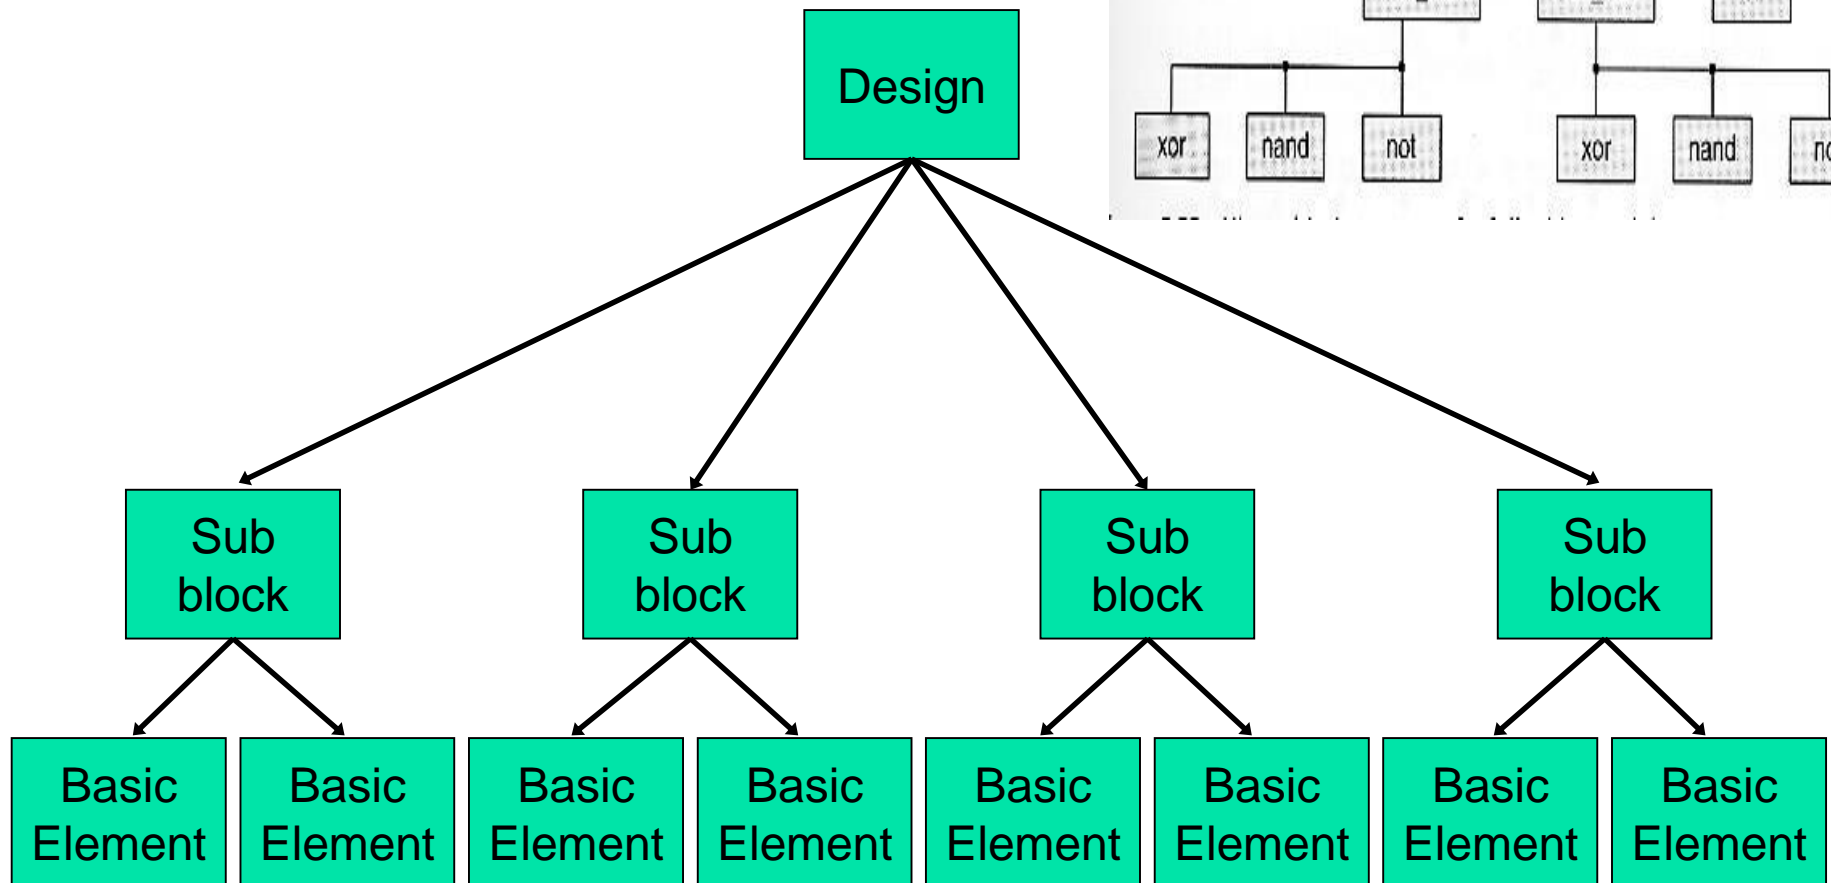 Design
xor nand not xor nand
Sub Sub Sub Sub
block block block block
Basic Basic Basic Basic Basic Basic Basic Basic
Element Element Element Element Element Element Element Element